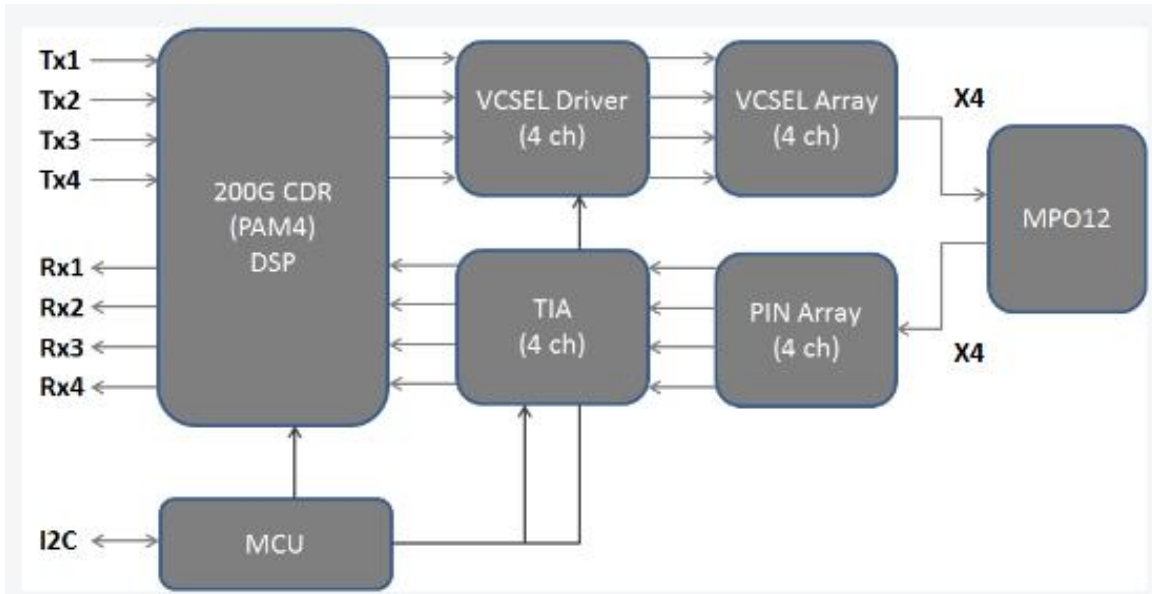 Tx1
Tx2
Tx3
Tx4
Rx1
Rx2
Rx3
Rx4
I2C
200G CDR
(PAM4)
DSP
MCU
VCSEL Driver
(4 ch)
TIA
(4 ch)
VCSEL Array
(4 ch)
PIN Array
(4 ch)
X4
X4
MPO12